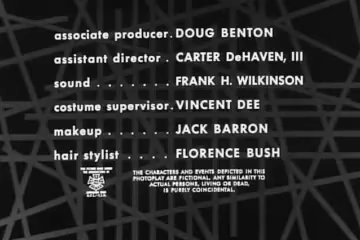 associate producer. DOUG BENTON
assistant director . CARTER DeHAVEN, III
sound . . . . . . . FRANK H. WILKINSON
costume supervisor. VINCENT DEE
makeup . . . . . . JACK BARRON
hair stylist . . . . FLORENCE BUSH
THE CHARACTERS AND EVENTS DEPICTED IN THIS
PHOTOPLAY ARE FICTIONAL. ANY SIMILARITY TO
ACTUAL PERSONS, LIVING OR DEAD,
IS PURELY COINCIDENTAL.